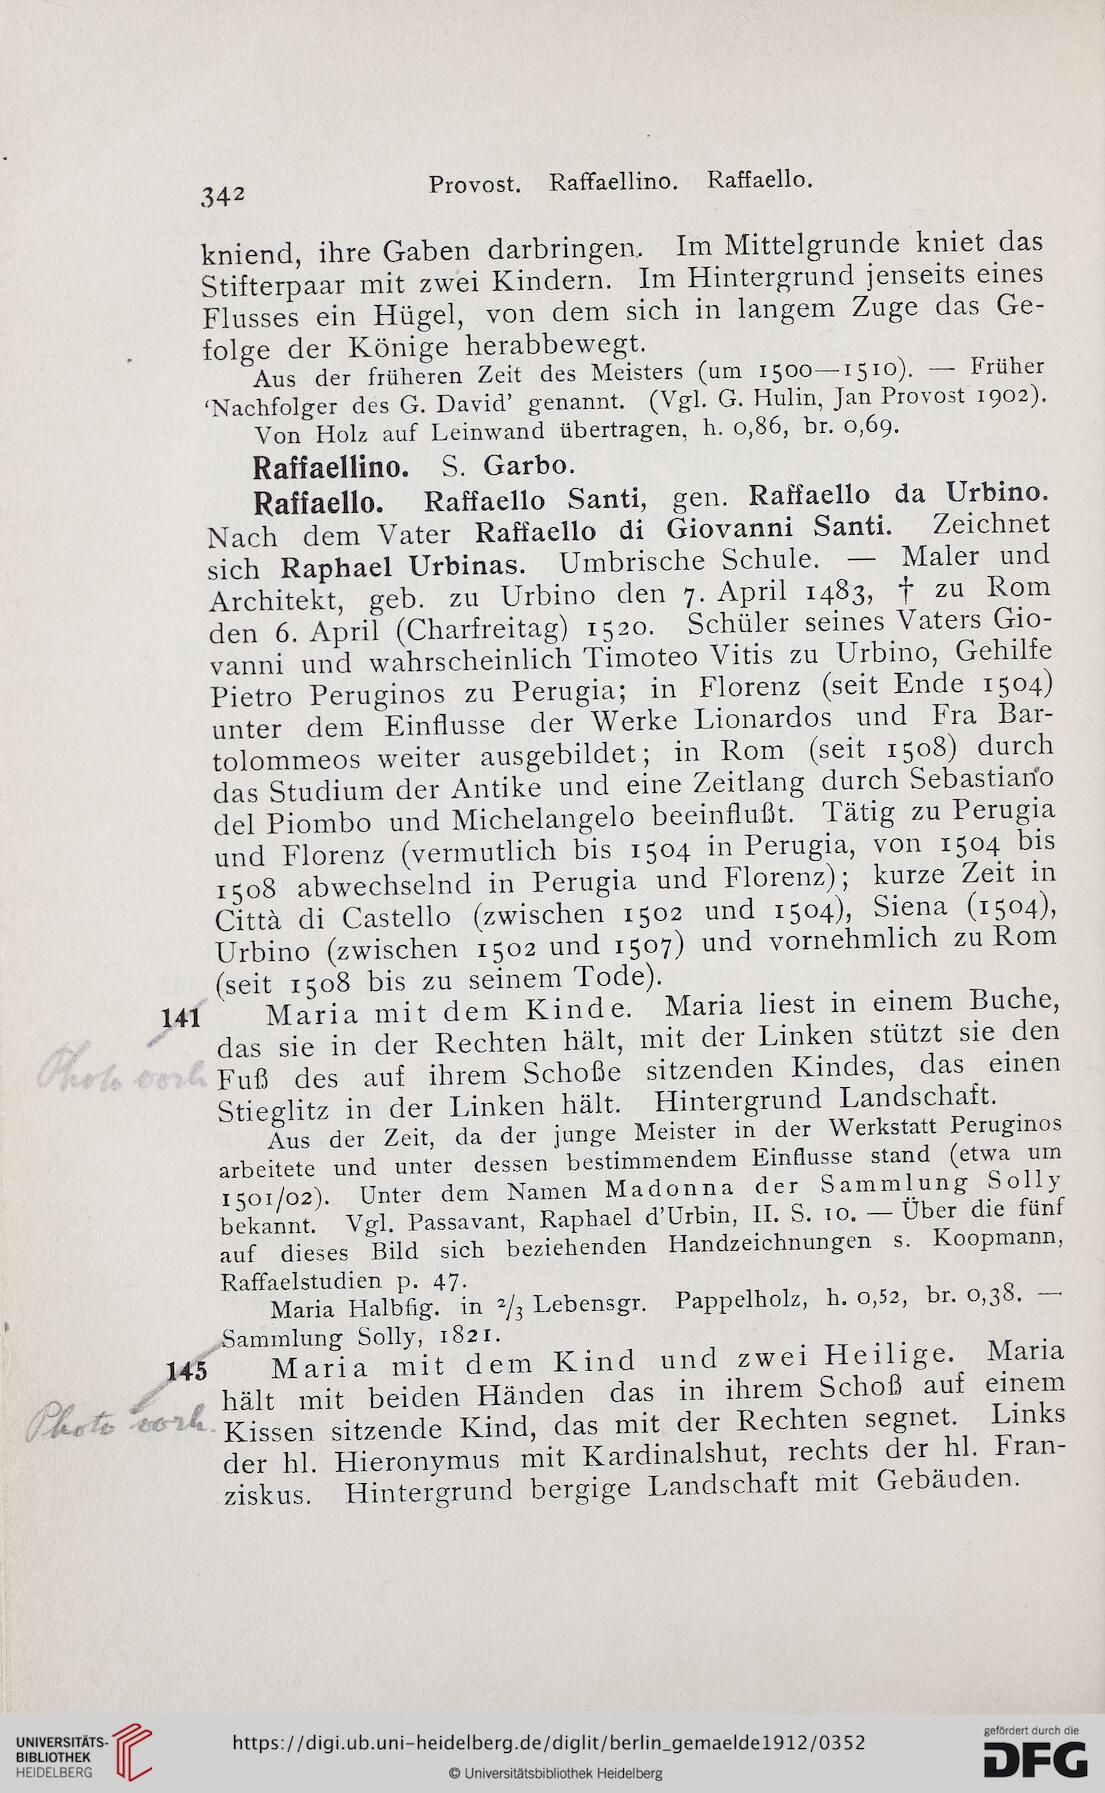 342
Provost. Raffaellino. Raffaello.
kniend, ihre Gaben darbringen. Im Mittelgrunde kniet das
Stifterpaar mit zwei Kindern. Im Hintergrund jenseits eines
Flusses ein Hügel, von dem sich in langem Zuge das Ge-
folge der Könige herabbewegt.
Aus der früheren Zeit des Meisters (um 1500—1510). — Früher
‘Nachfolger des G. David’ genannt. (Vgl. G. Hulin, Jan Provost 1902).
Von Holz auf Leinwand übertragen, h. 0,86, br. 0,69.
Raffaellino. S. Garbo.
Raffaello. Raffaello Santi, gen. Raffaello da Urbino.
Nach dem Vater Raffaello di Giovanni Santi. Zeichnet
sich Raphael Urbinas. Umbrische Schule. — Maler und
Architekt, geb. zu Urbino den 7. April 1483, † zu Rom
den 6. April (Charfreitag) 1520. Schüler seines Vaters Gio-
vanni und wahrscheinlich Timoteo Vitis zu Urbino, Gehilfe
Pietro Peruginos zu Perugia; in Florenz (seit Ende 1504)
unter dem Einflusse der Werke Lionardos und Fra Bar-
tolommeos weiter ausgebildet; in Rom (seit 1508) durch
das Studium der Antike und eine Zeitlang durch Sebastiano
del Piombo und Michelangelo beeinflußt. Tätig zu Perugia
und Florenz (vermutlich bis 1504 in Perugia, von 1504 bis
1508 abwechselnd in Perugia und Florenz); kurze Zeit in
Città di Castello (zwischen 1502 und 1504), Siena (1504),
Urbino (zwischen 1502 und 1507) und vornehmlich zu Rom
(seit 1508 bis zu seinem Tode).
141 Maria mit dem Kinde. Maria liest in einem Buche,
das sie in der Rechten hält, mit der Linken stützt sie den
Photo vorh.
Fuß des auf ihrem Schoße sitzenden Kindes, das einen
Stieglitz in der Linken hält. Hintergrund Landschaft.
Aus der Zeit, da der junge Meister in der Werkstatt Peruginos
arbeitete und unter dessen bestimmendem Einflusse stand (etwa um
1501/02). Unter dem Namen Madonna der Sammlung Solly
bekannt. Vgl. Passavant, Raphael d’Urbin, II. S. 10. — Über die fünf
auf dieses Bild sich beziehenden Handzeichnungen s. Koopmann,
Raffaelstudien p. 47.
Maria Halbfig. in 2/3 Lebensgr. Pappelholz, h. 0,52, br. 0,38. —
Sammlung Solly, 1821.
145 Maria mit dem Kind und zwei Heilige. Maria
hält mit beiden Händen das in ihrem Schoß auf einem
Photo vorh.
Kissen sitzende Kind, das mit der Rechten segnet. Links
der hl. Hieronymus mit Kardinalshut, rechts der hl. Fran-
ziskus. Hintergrund bergige Landschaft mit Gebäuden.
UNIVERSITÄTS-
BIBLIOTHEK
HEIDELBERG
https://digi.ub.uni-heidelberg.de/diglit/berlin_gemaelde1912/0352
© Universitätsbibliothek Heidelberg
gefördert durch die
DFG